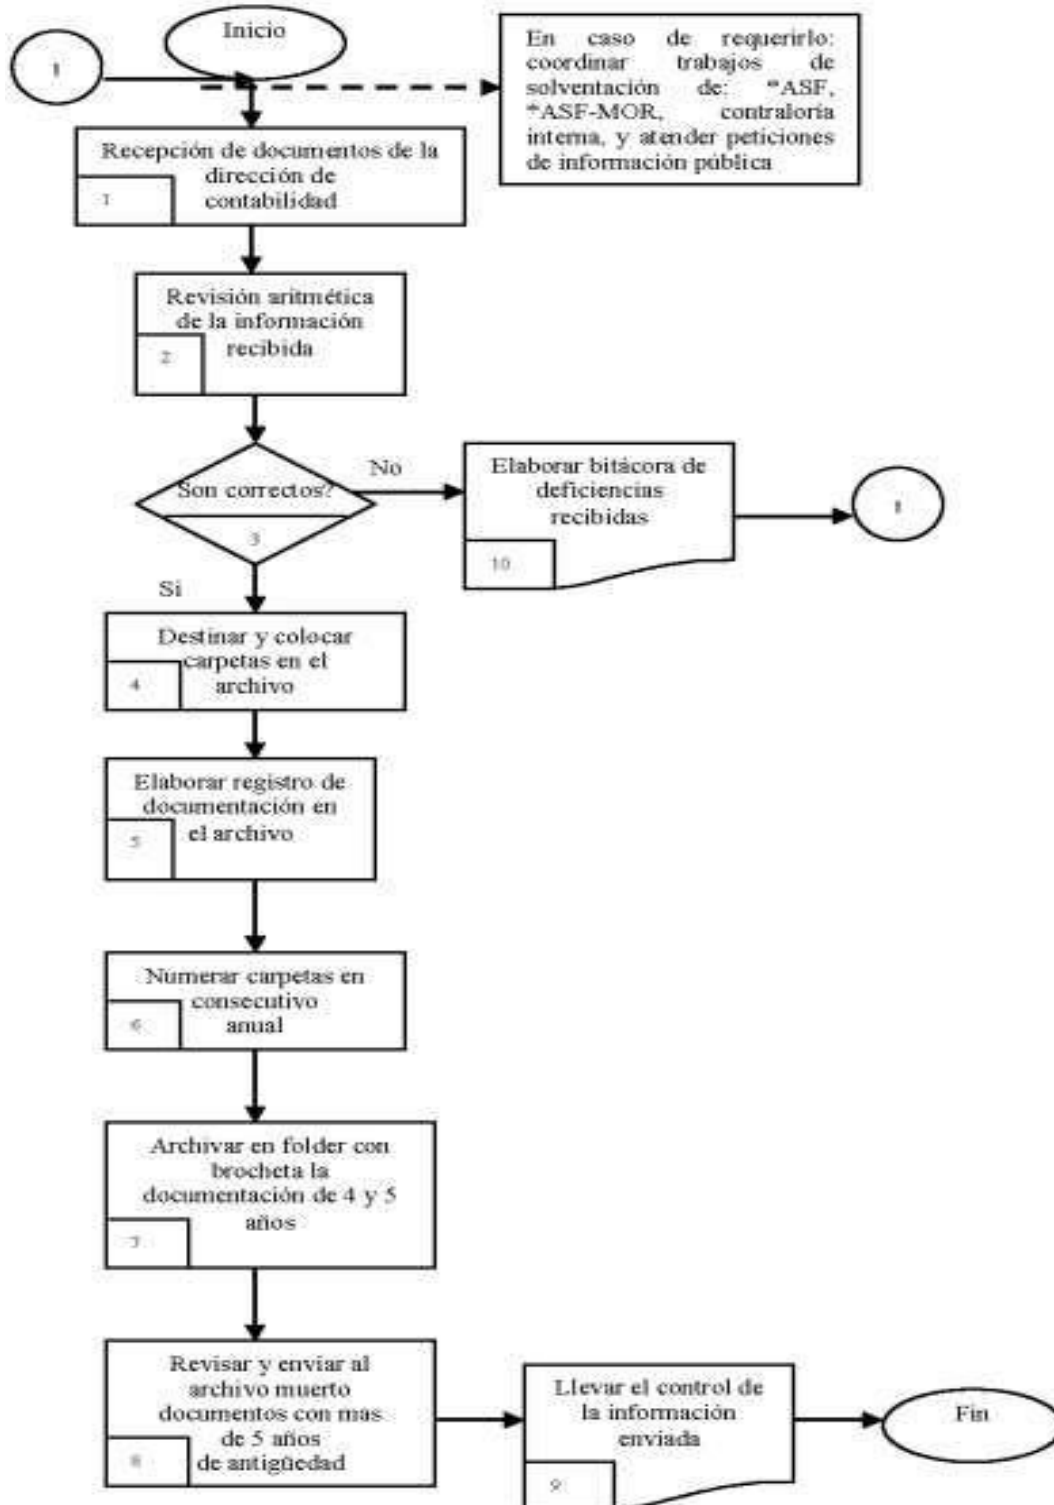 Inicio
1
En caso de requerirlo:
coordinar trabajos de
solventación de: *ASF,
*ASF-MOR, contraloría
interna, y atender peticiones
de información pública
Recepción de documentos de la
dirección de
contabilidad
1
Revisión aritmética
de la información
recibida
2
Son correctos?
3
No
Elaborar bitácora de
deficiencias
recibidas
10
1
Si
Destinar y colocar
carpetas en el
archivo
4
Elaborar registro de
documentación en
el archivo
5
Numerar carpetas en
consecutivo
anual
6
Archivar en folder con
brocheta la
documentación de 4 y 5
años
7
Revisar y enviar al
archivo muerto
documentos con mas
de 5 años
de antigüedad
8
Llevar el control de
la información
enviada
9
Fin